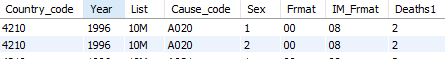 Country_code Year List Cause_code Sex Frmat IM_Frmat Deaths1
4210 1996 10M A020 1 00 08 2
4210 1996 10M A020 2 00 08 2